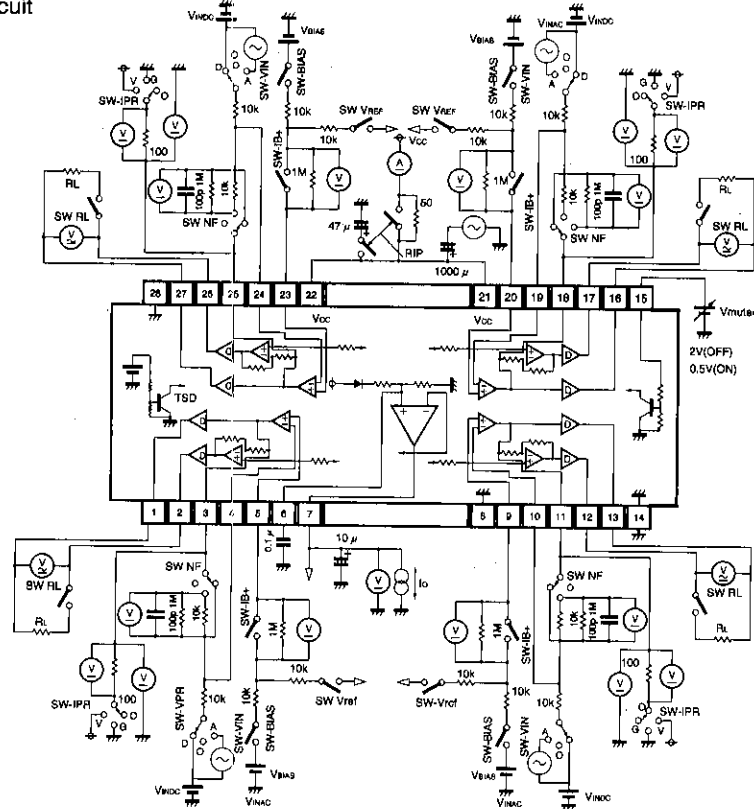 cuit
VINDC
VBIAS
VINAC
VINDC
VBIAS
SW-VIN
SW-BIAS
SW-BIAS
SW-VIN
V G O
D A
A D
G V
SW-IPR
SW-IPR
10k
10k
SW VREF
SW VREF
10k
10k
10k
10k
Vcc
SW-IB+
1M
A
1M
SW-IB+
V
V
100
100
V
V
RL
RL
SW RL
SW RL
V
100p 1M
10k
SW NF
10k
100p 1M
V
SW NF
47 μ
50
RIP
1000 μ
28 27 26 25 24 23 22
21 20 19 18 17 16 15
Vcc
Vcc
Vmute
2V(OFF)
0.5V(ON)
TSD
D
D
D
D
D
D
D
D
1 2 3 4 5 6 7
8 9 10 11 12 13 14
0.1 μ
10 μ
V
Io
SW NF
SW NF
SW RL
SW RL
RL
RL
V
100p 1M
10k
10k
100p 1M
V
SW-IB+
1M
V
V
1M
SW-IB+
10k
10k
SW Vref
SW-Vref
10k
10k
10k
10k
V
100
V
V
100
V
SW-IPR
SW-IPR
V G O
O G V
SW-VPR
D O A
SW-VIN
SW-BIAS
SW-BIAS
SW-VIN
A D
VBIAS
VBIAS
VINDC
VINAC
VINAC
VINDC